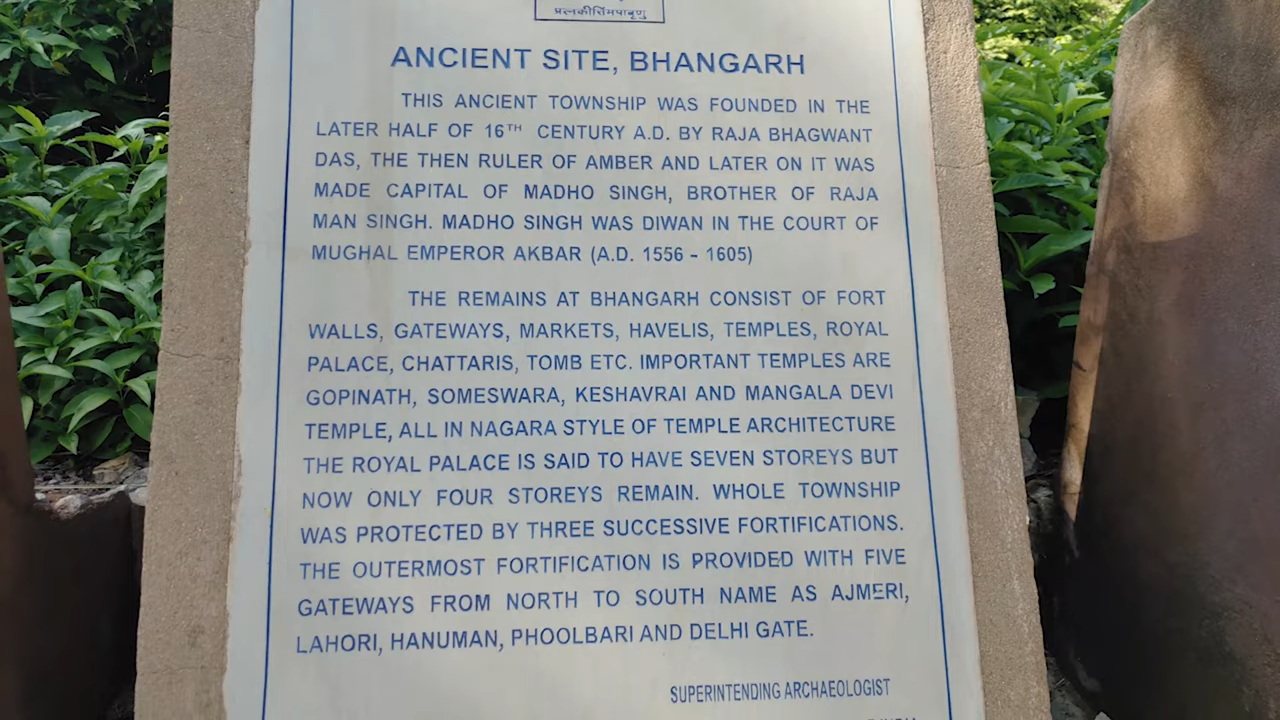 प्रत्नकीर्तिमपावृणु
ANCIENT SITE, BHANGARH
THIS ANCIENT TOWNSHIP WAS FOUNDED IN THE
LATER HALF OF 16TH CENTURY A.D. BY RAJA BHAGWANT
DAS, THE THEN RULER OF AMBER AND LATER ON IT WAS
MADE CAPITAL OF MADHO SINGH, BROTHER OF RAJA
MAN SINGH. MADHO SINGH WAS DIWAN IN THE COURT OF
MUGHAL EMPEROR AKBAR (A.D. 1556 - 1605)
THE REMAINS AT BHANGARH CONSIST OF FORT
WALLS, GATEWAYS, MARKETS, HAVELIS, TEMPLES, ROYAL
PALACE, CHATTARIS, TOMB ETC. IMPORTANT TEMPLES ARE
GOPINATH, SOMESWARA, KESHAVRAI AND MANGALA DEVI
TEMPLE, ALL IN NAGARA STYLE OF TEMPLE ARCHITECTURE
THE ROYAL PALACE IS SAID TO HAVE SEVEN STOREYS BUT
NOW ONLY FOUR STOREYS REMAIN. WHOLE TOWNSHIP
WAS PROTECTED BY THREE SUCCESSIVE FORTIFICATIONS.
THE OUTERMOST FORTIFICATION IS PROVIDED WITH FIVE
GATEWAYS FROM NORTH TO SOUTH NAME AS AJMERI,
LAHORI, HANUMAN, PHOOLBARI AND DELHI GATE.
SUPERINTENDING ARCHAEOLOGIST